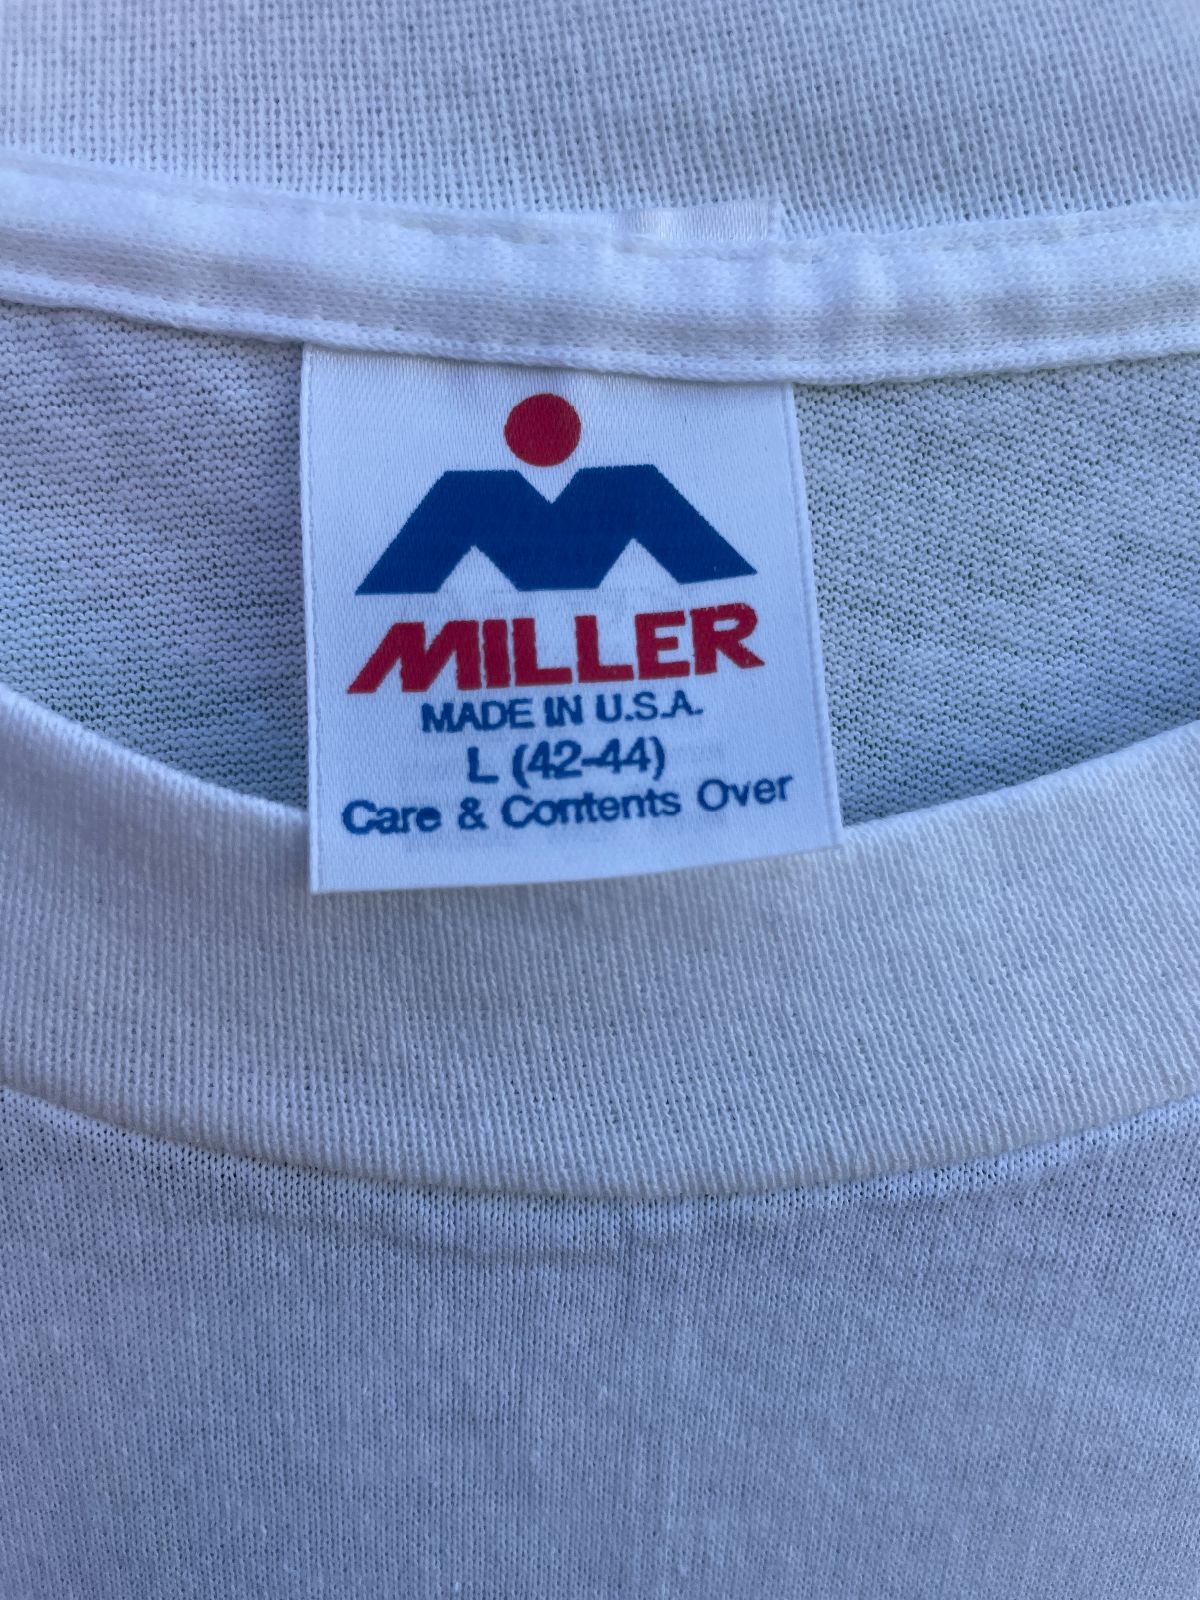 MILLER
MADE IN U.S.A.
L (42-44)
Care & Contents Over